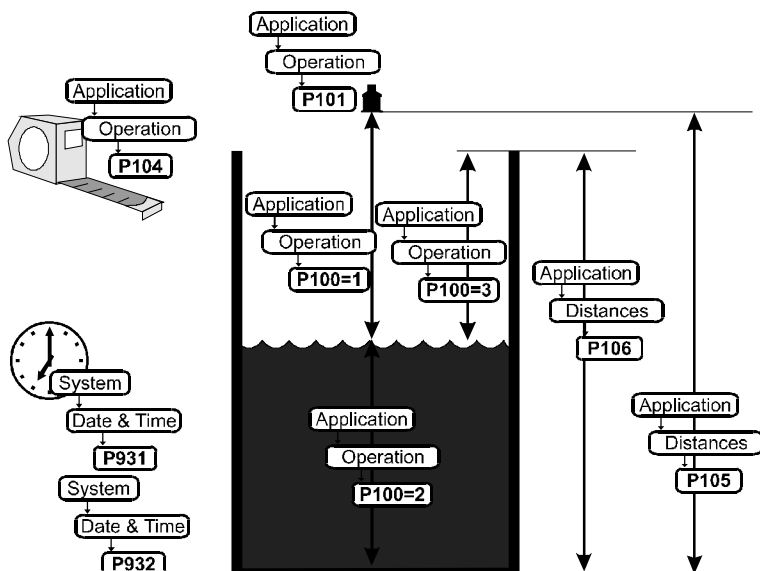 Application
Operation
P101
Application
Operation
P104
Application
Operation
P100=1
Application
Operation
P100=3
Application
Distances
P106
System
Date & Time
P931
Application
Operation
P100=2
Application
Distances
P105
System
Date & Time
P932